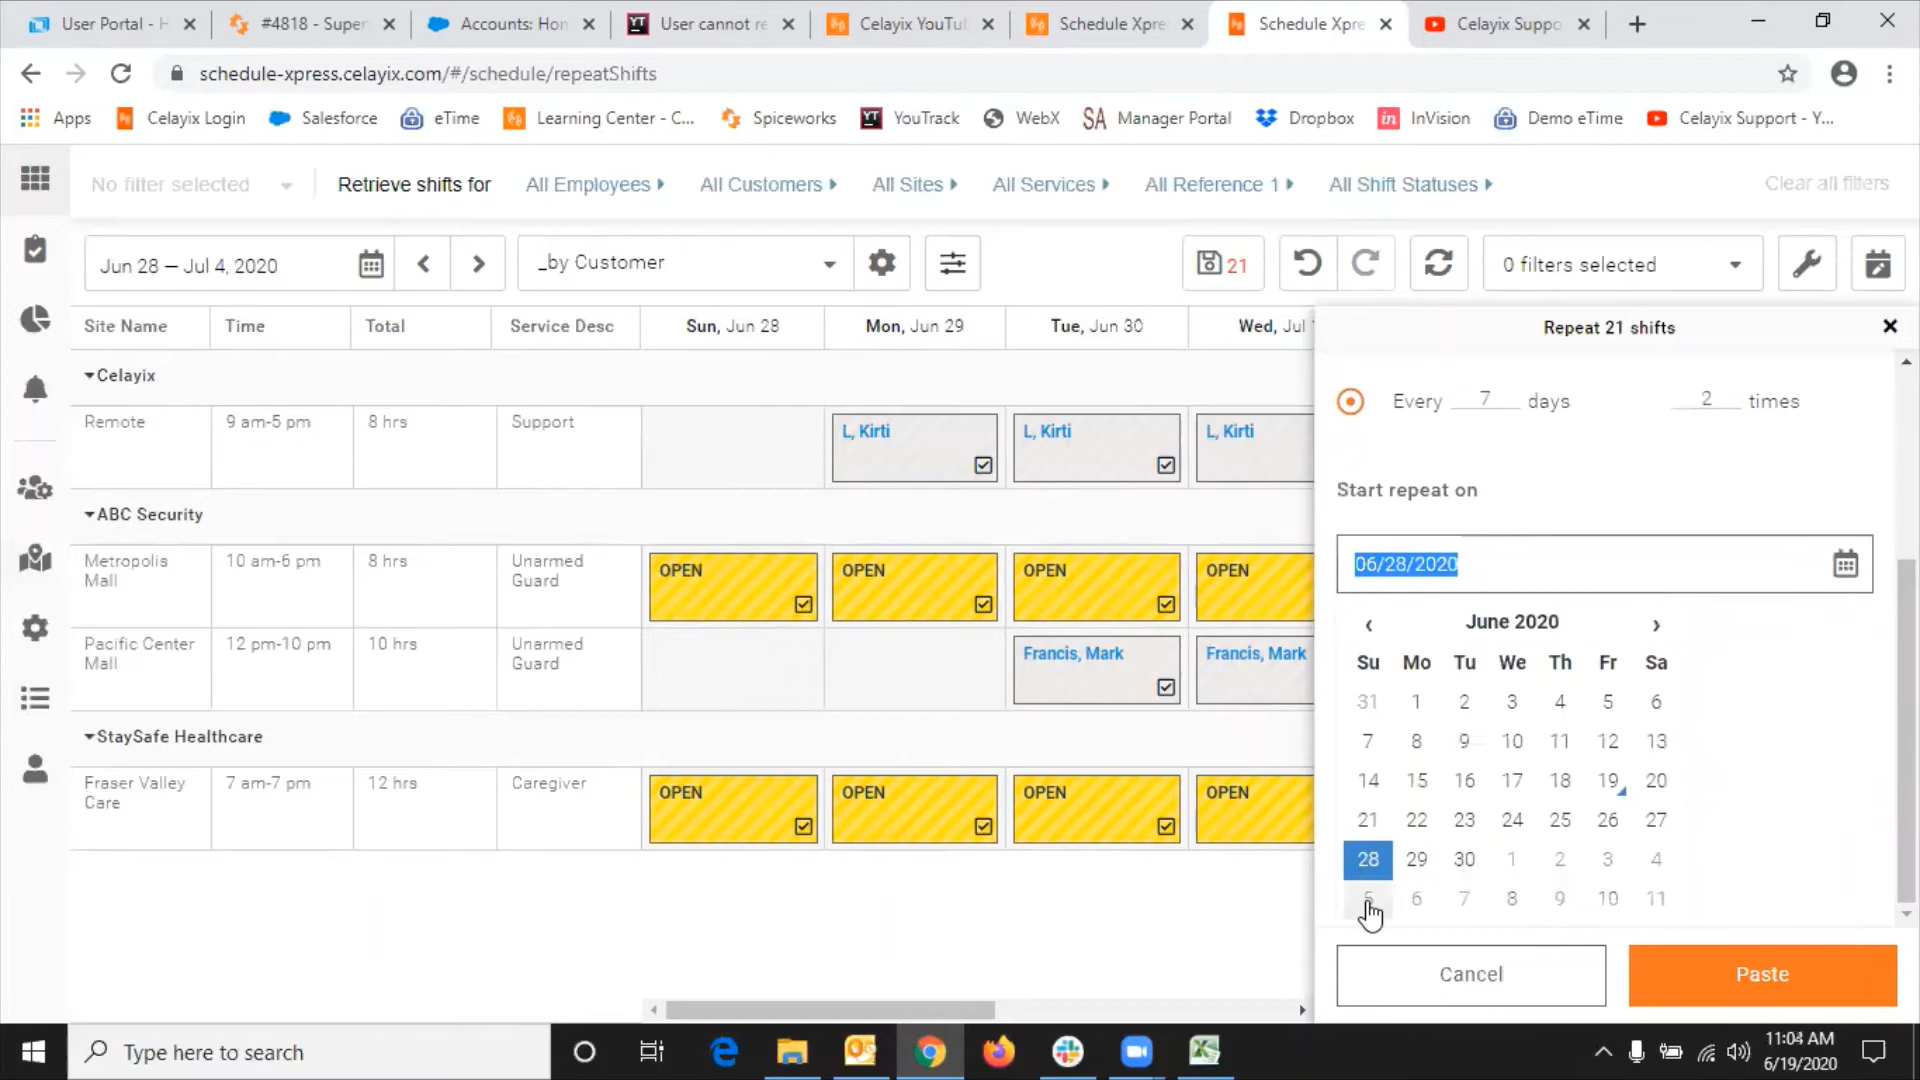 User Portal - H
#4818 - Super
Accounts: Hon
User cannot re
Celayix YouTu
Schedule Xpre
Schedule Xpre
Celayix Suppo
schedule-xpress.celayix.com/#/schedule/repeatShifts
Apps
Celayix Login
Salesforce
eTime
Learning Center - C...
Spiceworks
YouTrack
WebX
Manager Portal
Dropbox
InVision
Demo eTime
Celayix Support - Y...
No filter selected
Retrieve shifts for
All Employees
All Customers
All Sites
All Services
All Reference 1
All Shift Statuses
Clear all filters
Jun 28 — Jul 4, 2020
_by Customer
21
0 filters selected
Site Name Time Total Service Desc Sun, Jun 28 Mon, Jun 29 Tue, Jun 30 Wed, Jul
Celayix
Remote 9 am-5 pm 8 hrs Support
L, Kirti L, Kirti L, Kirti
ABC Security
Metropolis Mall 10 am-6 pm 8 hrs Unarmed Guard
OPEN OPEN OPEN OPEN
Pacific Center Mall 12 pm-10 pm 10 hrs Unarmed Guard
Francis, Mark Francis, Mark
StaySafe Healthcare
Fraser Valley Care 7 am-7 pm 12 hrs Caregiver
OPEN OPEN OPEN OPEN
Repeat 21 shifts
Every 7 days 2 times
Start repeat on
06/28/2020
June 2020
Su Mo Tu We Th Fr Sa
31 1 2 3 4 5 6
7 8 9 10 11 12 13
14 15 16 17 18 19 20
21 22 23 24 25 26 27
28 29 30 1 2 3 4
5 6 7 8 9 10 11
Cancel
Paste
Type here to search
11:03 AM
6/19/2020